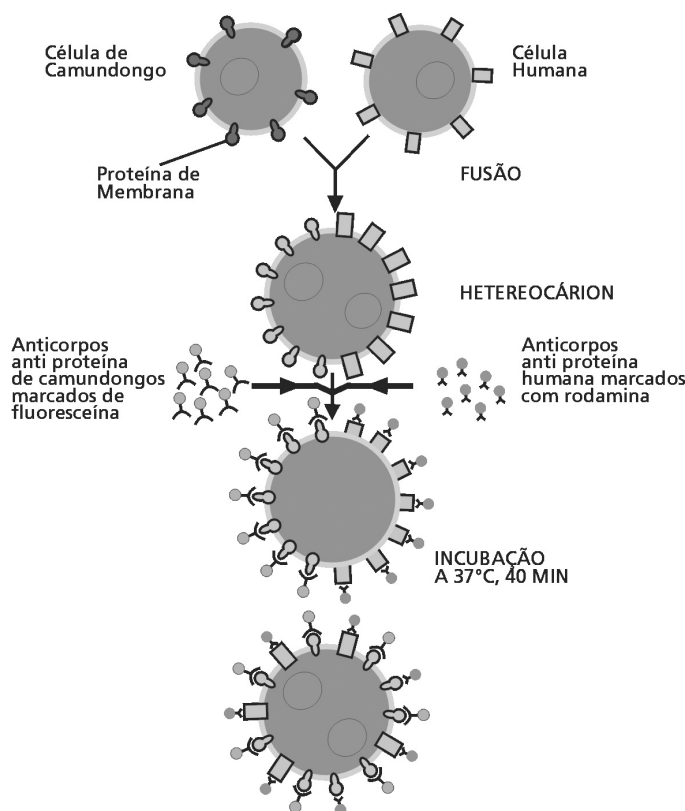 Célula de
Camundongo
Célula
Humana
Proteína de
Membrana
FUSÃO
HETEREOCÁRION
Anticorpos
anti proteína
de camundongos
marcados de
fluoresceína
Anticorpos
anti proteína
humana marcados
com rodamina
INCUBAÇÃO
A 37°C, 40 MIN